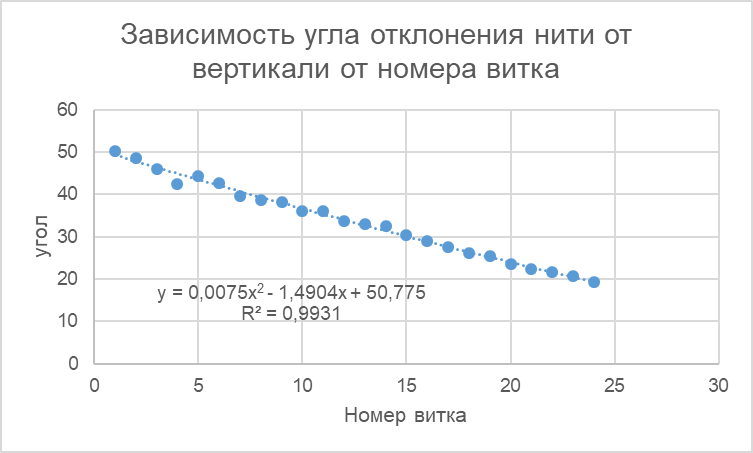 Зависимость угла отклонения нити от
вертикали от номера витка
60
50
40
30
20
10
0
угол
y = 0,0075x² - 1,4904x + 50,775
R² = 0,9931
0 5 10 15 20 25 30
Номер витка